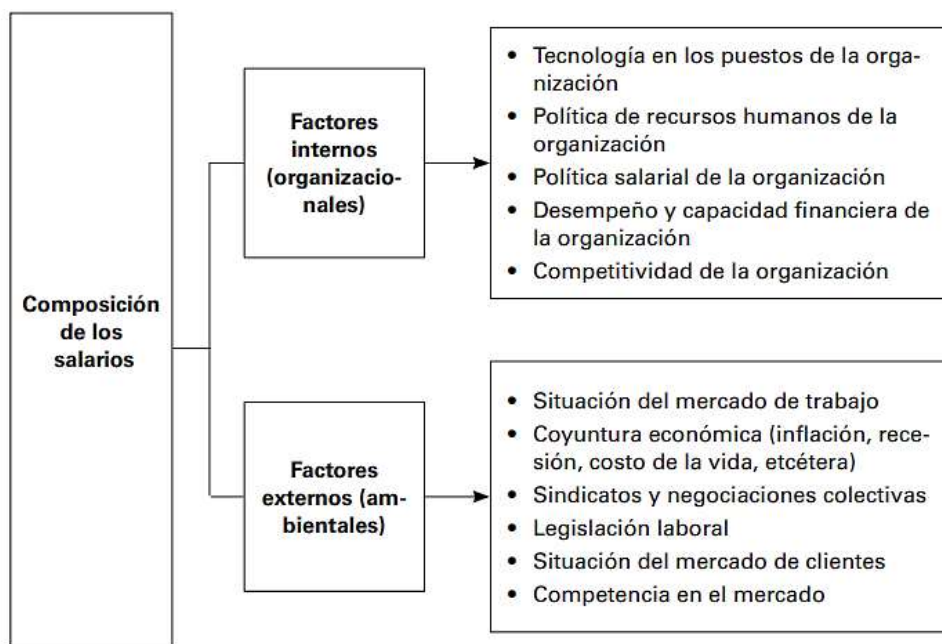 Composición
de los
salarios
Factores
internos
(organizacio-
nales)
• Tecnología en los puestos de la orga-
nización
• Política de recursos humanos de la
organización
• Política salarial de la organización
• Desempeño y capacidad financiera de
la organización
• Competitividad de la organización
Factores
externos (am-
bientales)
• Situación del mercado de trabajo
• Coyuntura económica (inflación, rece-
sión, costo de la vida, etcétera)
• Sindicatos y negociaciones colectivas
• Legislación laboral
• Situación del mercado de clientes
• Competencia en el mercado